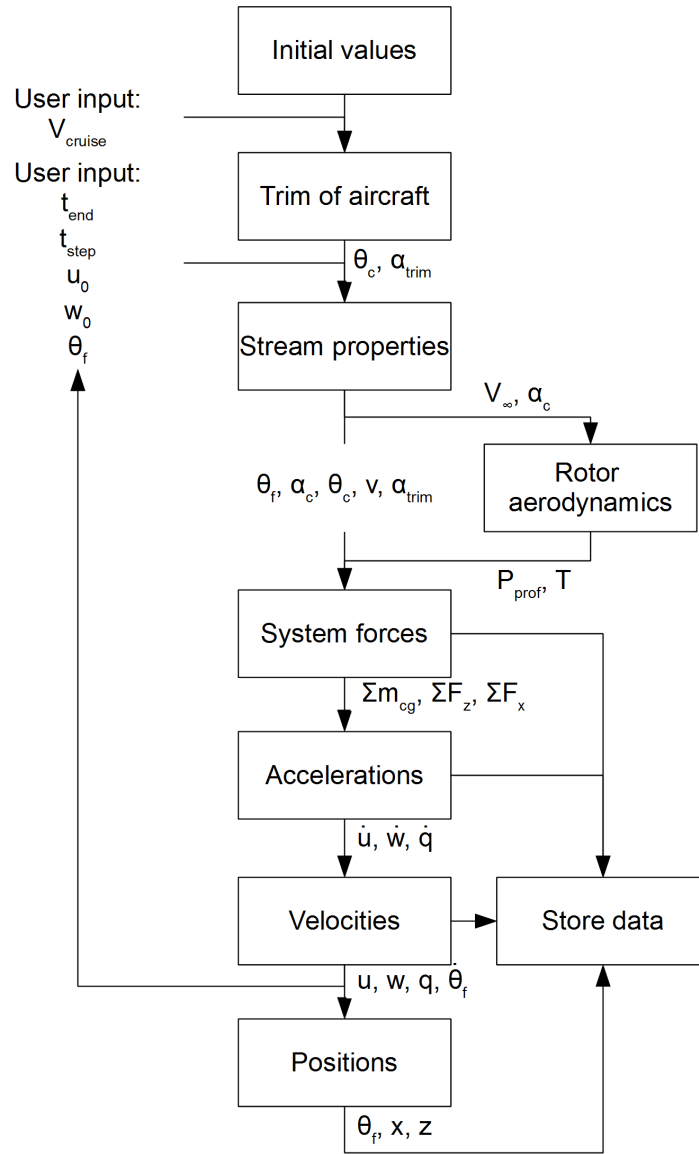 Initial values
User input:
V_cruise
Trim of aircraft
User input:
t_end
t_step
u_0
w_0
θ_f
θ_c, α_trim
Stream properties
V_∞, α_c
Rotor
aerodynamics
θ_f, α_c, θ_c, v, α_trim
P_prof, T
System forces
Σm_cg, ΣF_z, ΣF_x
Accelerations
u̇, ẇ, q̇
Velocities
Store data
u, w, q, θ̇_f
Positions
θ_f, x, z